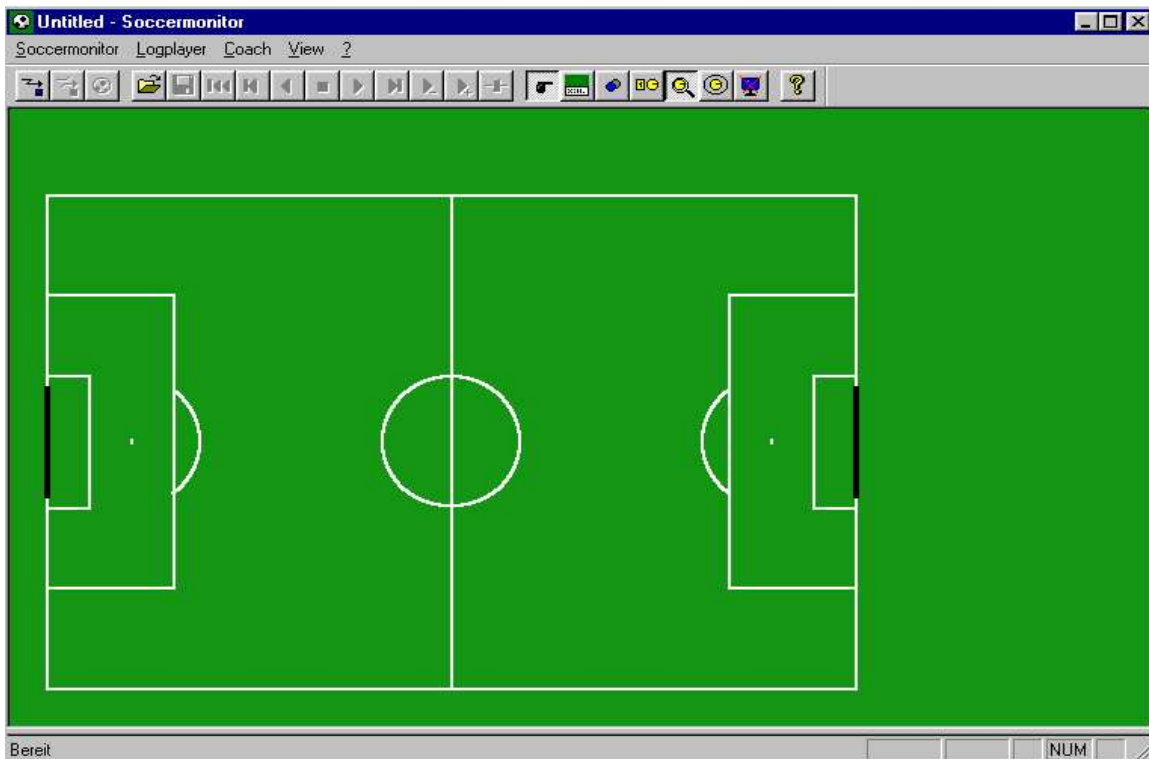 Untitled - Soccermonitor
Soccermonitor Logplayer Coach View ?
Bereit NUM